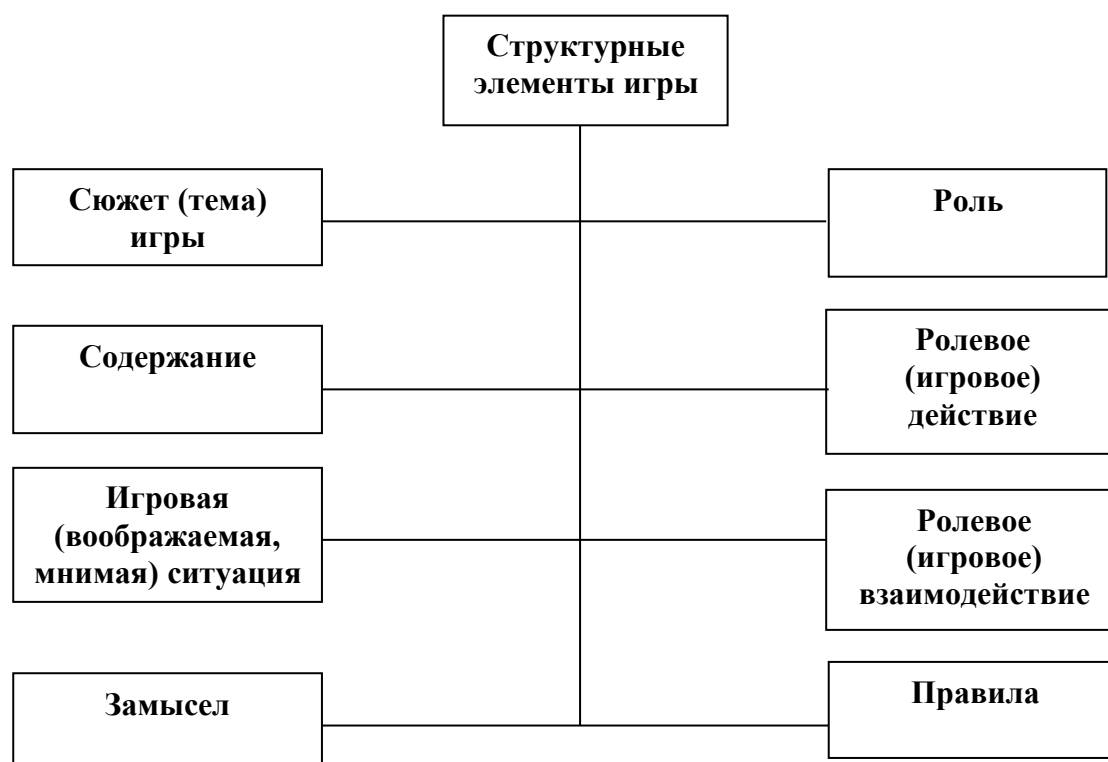 Структурные
элементы игры
Сюжет (тема)
игры
Роль
Содержание
Ролевое
(игровое)
действие
Игровая
(воображаемая,
мнимая) ситуация
Ролевое
(игровое)
взаимодействие
Замысел
Правила